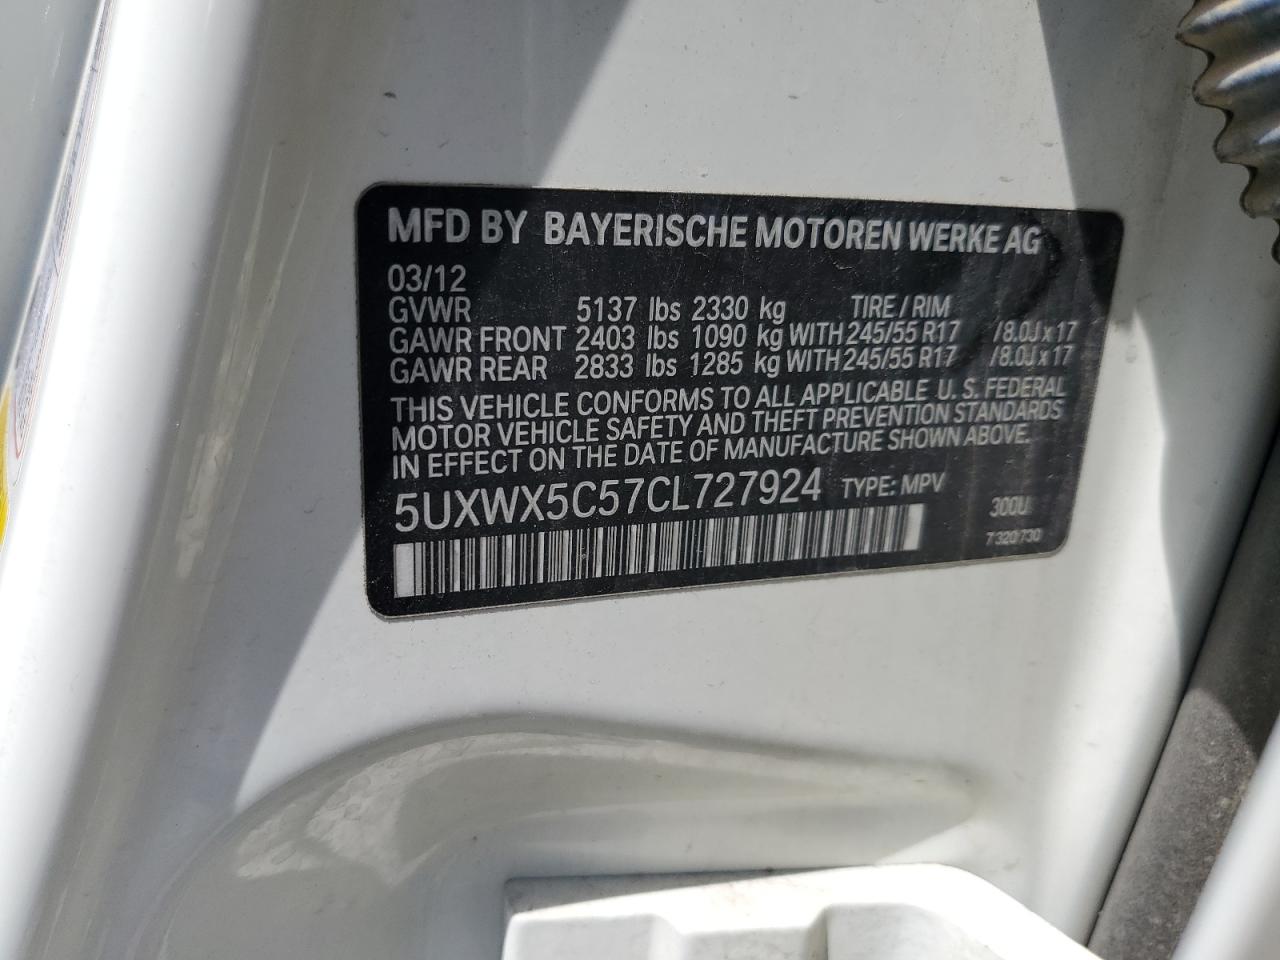 MFD BY BAYERISCHE MOTOREN WERKE AG
03/12
GVWR 5137 lbs 2330 kg TIRE / RIM
GAWR FRONT 2403 lbs 1090 kg WITH 245/55 R17 / 8.0J x 17
GAWR REAR 2833 lbs 1285 kg WITH 245/55 R17 / 8.0J x 17
THIS VEHICLE CONFORMS TO ALL APPLICABLE U. S. FEDERAL
MOTOR VEHICLE SAFETY AND THEFT PREVENTION STANDARDS
IN EFFECT ON THE DATE OF MANUFACTURE SHOWN ABOVE.
5UXWX5C57CL727924 TYPE: MPV
300U
7 320 730